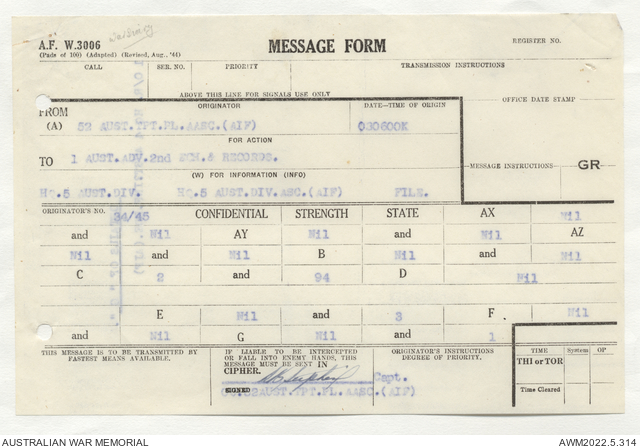 A.F. W.3006
(Pads of 100) (Adapted) (Revised, Aug., '44)
MESSAGE FORM
REGISTER NO.
CALL SER. NO. PRIORITY TRANSMISSION INSTRUCTIONS
ABOVE THIS LINE FOR SIGNALS USE ONLY
FROM ORIGINATOR DATE–TIME OF ORIGIN OFFICE DATE STAMP
(A) 52 AUST.TPT.PL.AASC.(AIF) 030600K
FOR ACTION
TO 1 AUST.ADV.2nd ECH.& RECORDS.
(W) FOR INFORMATION (INFO) MESSAGE INSTRUCTIONS GR
HQ.5 AUST.DIV. HQ.5 AUST.DIV.ASC.(AIF) FILE.
ORIGINATOR'S NO. 34/45 CONFIDENTIAL STRENGTH STATE AX Nil
and Nil AY Nil and Nil AZ
Nil and Nil B Nil and Nil
C 2 and 94 D Nil
E Nil and 3 F Nil
and Nil G Nil and 1
THIS MESSAGE IS TO BE TRANSMITTED BY
FASTEST MEANS AVAILABLE.
IF LIABLE TO BE INTERCEPTED
OR FALL INTO ENEMY HANDS, THIS
MESSAGE MUST BE SENT IN
CIPHER.
SIGNED
Capt.
OC.52AUST.TPT.PL.AASC.(AIF)
ORIGINATOR'S INSTRUCTIONS
DEGREE OF PRIORITY.
TIME System OP
THI or TOR
Time Cleared
AUSTRALIAN WAR MEMORIAL AWM2022.5.314